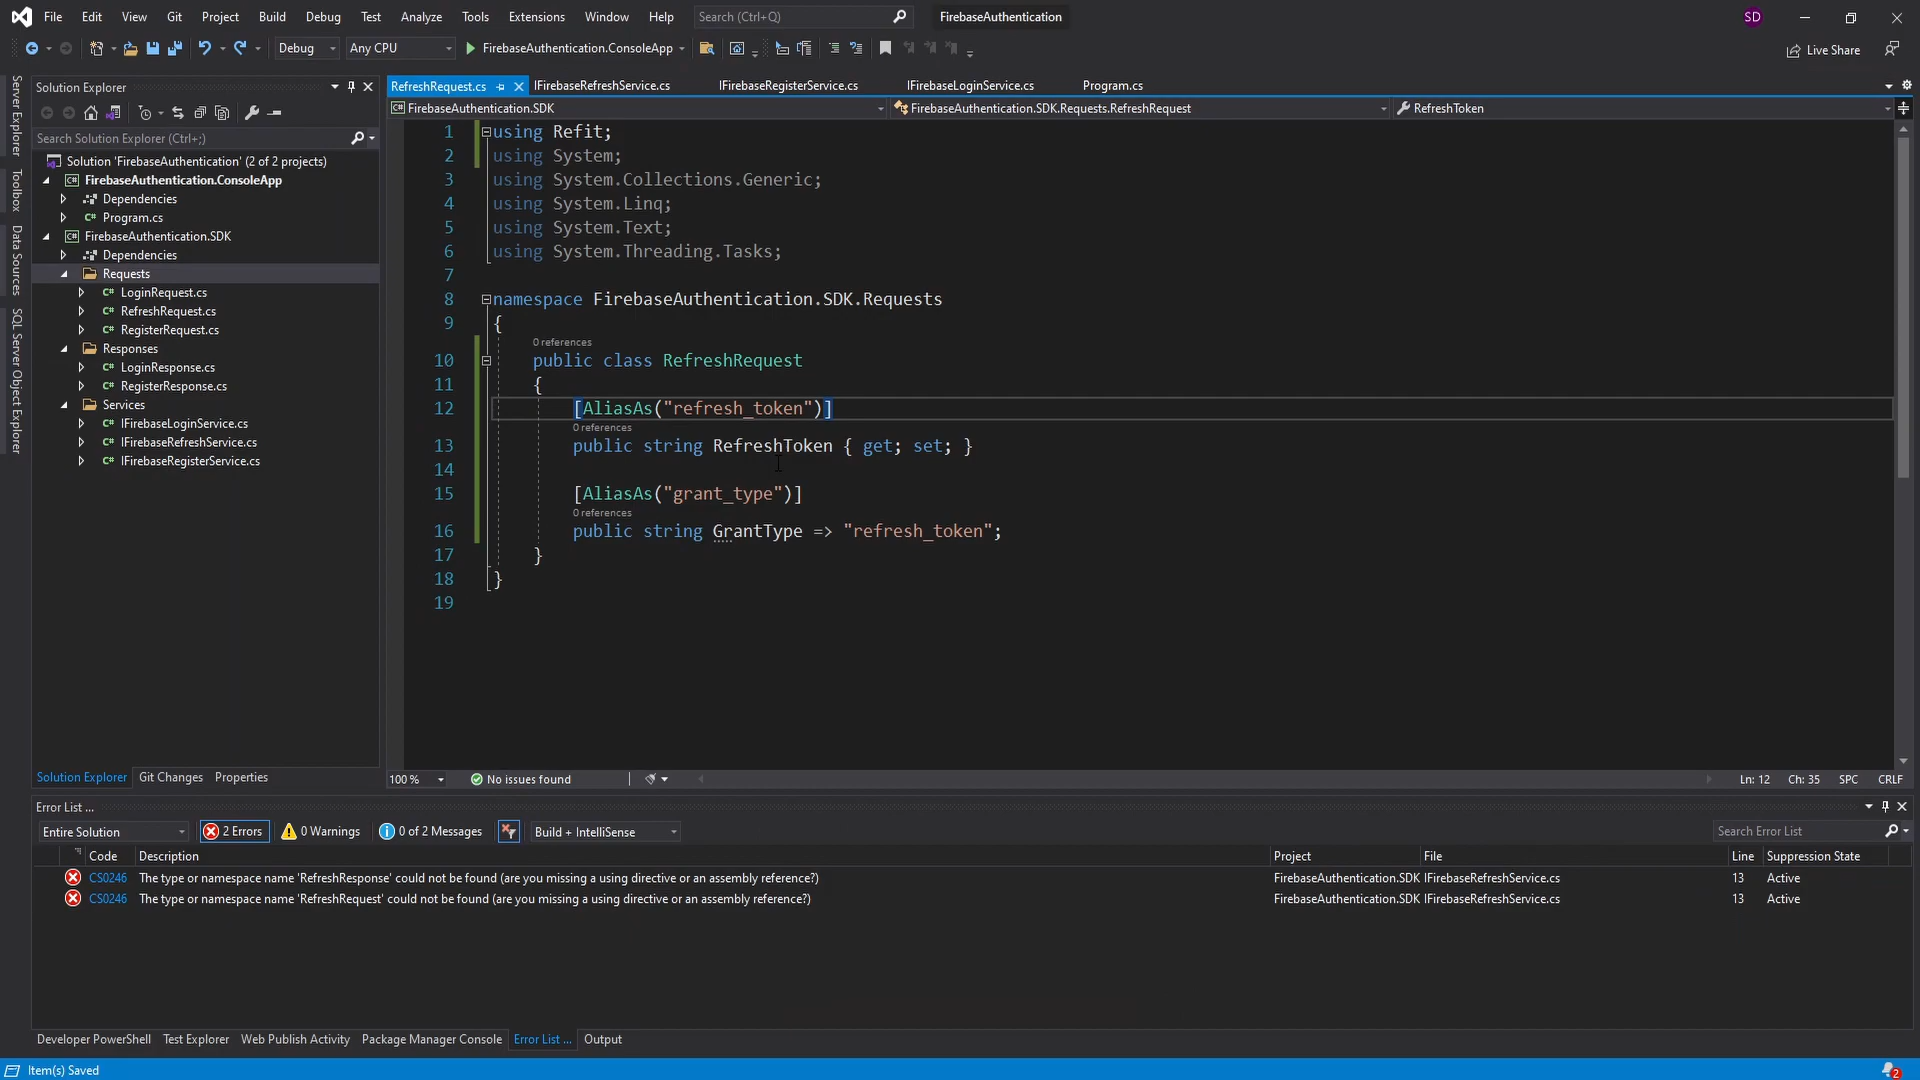 File Edit View Git Project Build Debug Test Analyze Tools Extensions Window Help Search (Ctrl+Q) FirebaseAuthentication SD
Debug Any CPU FirebaseAuthentication.ConsoleApp Live Share
Server Explorer
Toolbox
Data Sources
SQL Server Object Explorer
Solution Explorer
Search Solution Explorer (Ctrl+;)
Solution 'FirebaseAuthentication' (2 of 2 projects)
FirebaseAuthentication.ConsoleApp
Dependencies
C# Program.cs
FirebaseAuthentication.SDK
Dependencies
Requests
C# LoginRequest.cs
C# RefreshRequest.cs
C# RegisterRequest.cs
Responses
C# LoginResponse.cs
C# RegisterResponse.cs
Services
C# IFirebaseLoginService.cs
C# IFirebaseRefreshService.cs
C# IFirebaseRegisterService.cs
Solution Explorer Git Changes Properties
RefreshRequest.cs IFirebaseRefreshService.cs IFirebaseRegisterService.cs IFirebaseLoginService.cs Program.cs
FirebaseAuthentication.SDK FirebaseAuthentication.SDK.Requests.RefreshRequest RefreshToken
1 using Refit;
2 using System;
3 using System.Collections.Generic;
4 using System.Linq;
5 using System.Text;
6 using System.Threading.Tasks;
7
8 namespace FirebaseAuthentication.SDK.Requests
9 {
0 references
10 public class RefreshRequest
11 {
12 [AliasAs("refresh_token")]
0 references
13 public string RefreshToken { get; set; }
14
15 [AliasAs("grant_type")]
0 references
16 public string GrantType => "refresh_token";
17 }
18 }
19
100 % No issues found Ln: 12 Ch: 35 SPC CRLF
Error List ...
Entire Solution 2 Errors 0 Warnings 0 of 2 Messages Build + IntelliSense Search Error List
Code Description Project File Line Suppression State
CS0246 The type or namespace name 'RefreshResponse' could not be found (are you missing a using directive or an assembly reference?) FirebaseAuthentication.SDK IFirebaseRefreshService.cs 13 Active
CS0246 The type or namespace name 'RefreshRequest' could not be found (are you missing a using directive or an assembly reference?) FirebaseAuthentication.SDK IFirebaseRefreshService.cs 13 Active
Developer PowerShell Test Explorer Web Publish Activity Package Manager Console Error List ... Output
Item(s) Saved 2